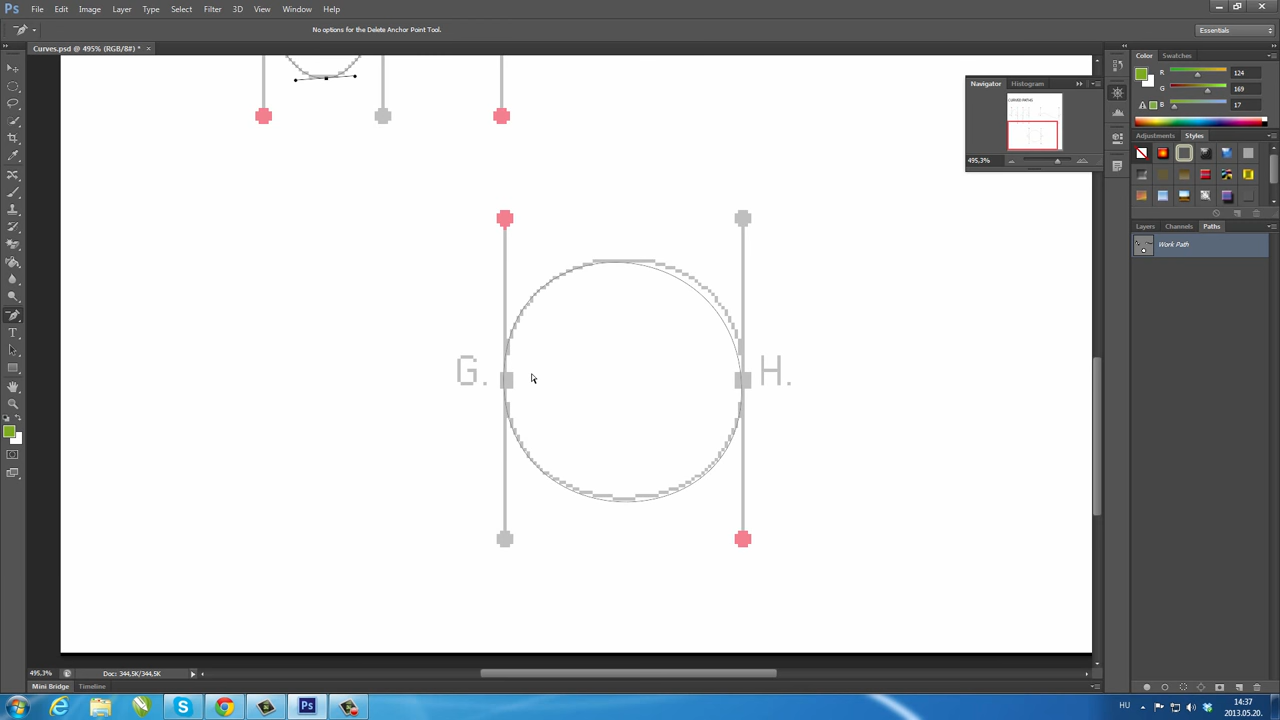 Ps File Edit Image Layer Type Select Filter 3D View Window Help
No options for the Delete Anchor Point Tool.
Essentials
Curves.psd @ 495% (RGB/8#) * ×
Color Swatches
R 124
G 169
B 17
Navigator Histogram
CURVED PATHS
495,3%
Adjustments Styles
Layers Channels Paths
Work Path
G. H.
495,3% Doc: 344,5K/344,5K
Mini Bridge Timeline
HU 14:37
2013.05.20.